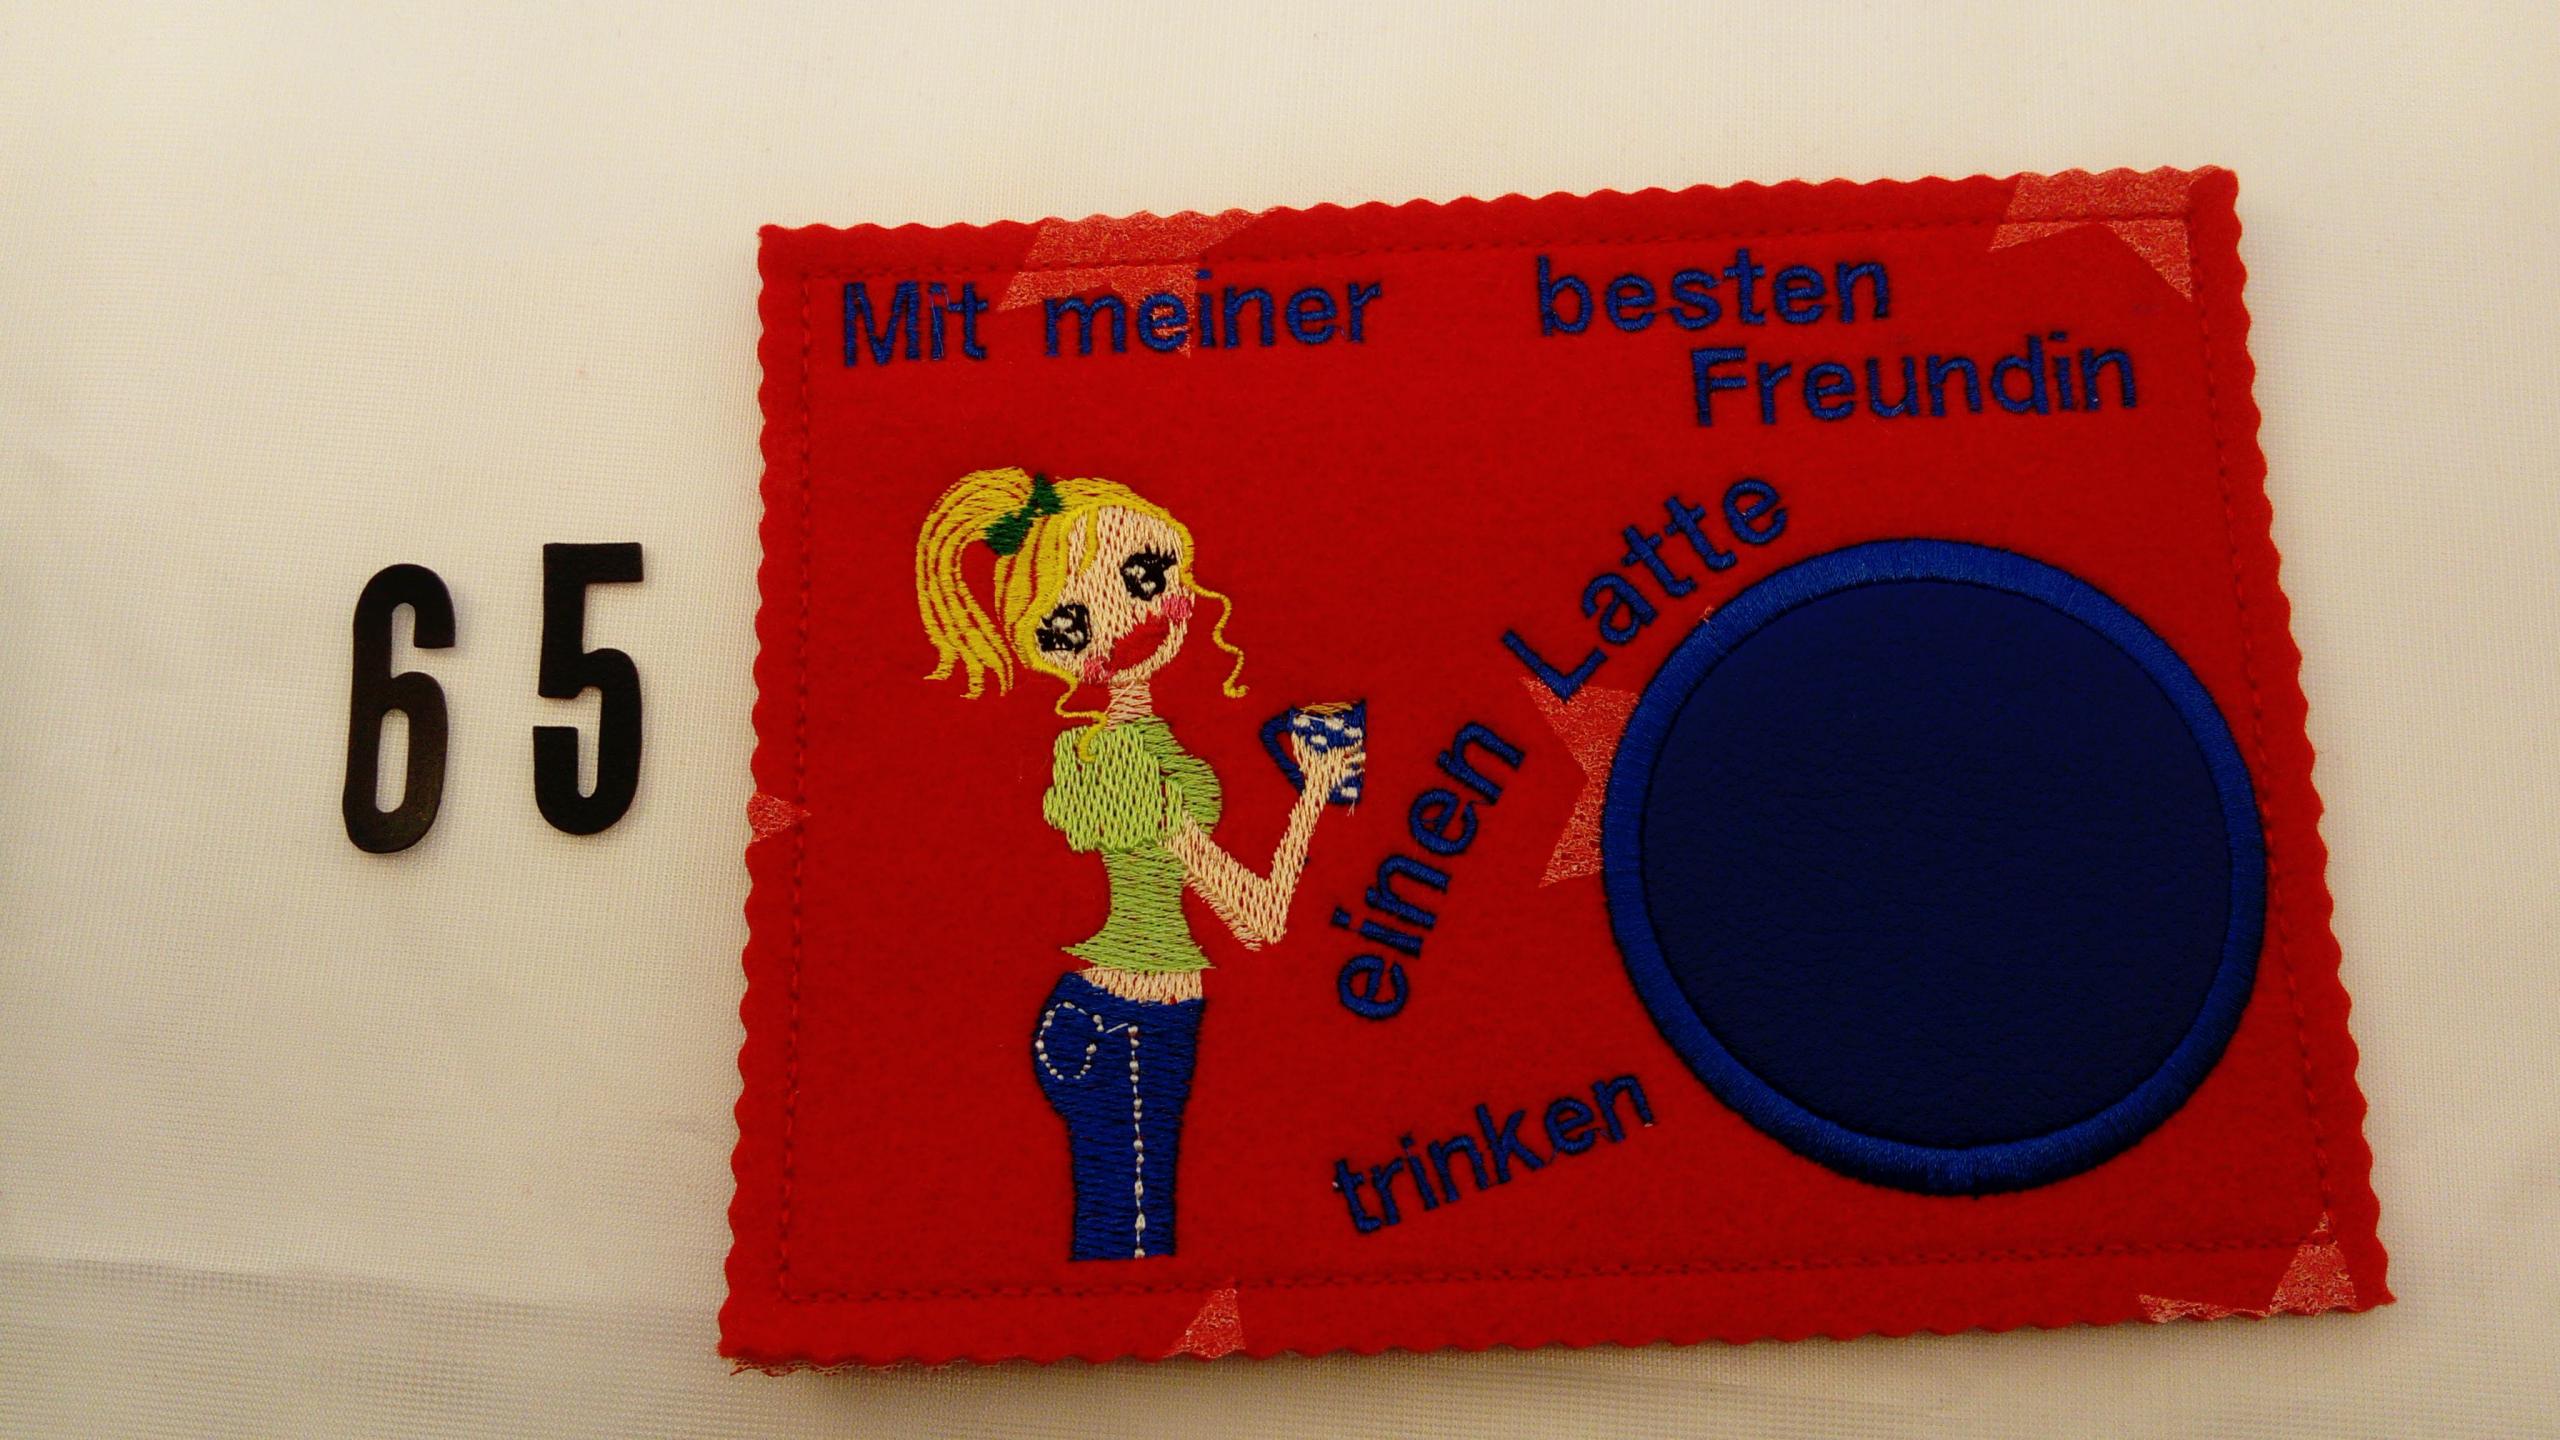 65
Mit meiner besten
Freundin
einen Latte
trinken